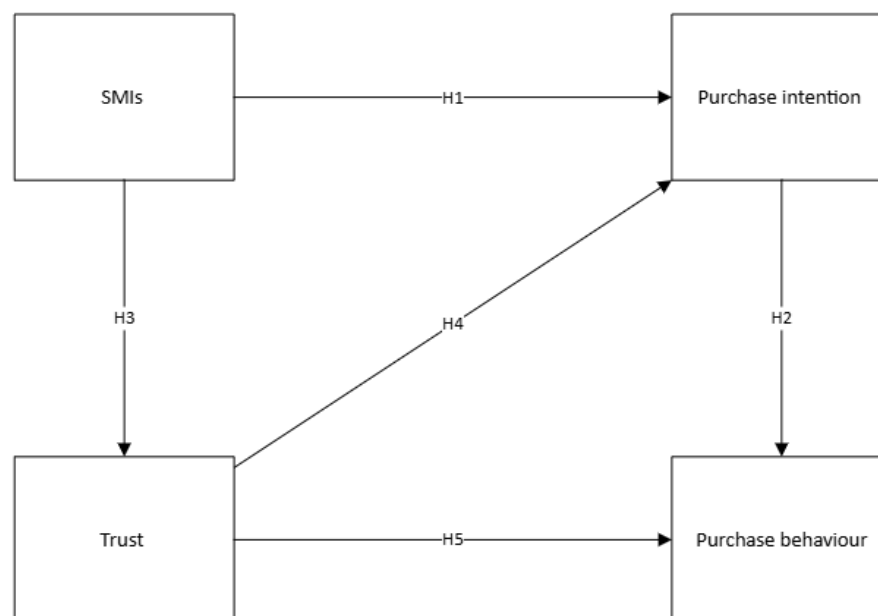 SMIs
H1
Purchase intention
H3
H4
H2
Trust
H5
Purchase behaviour